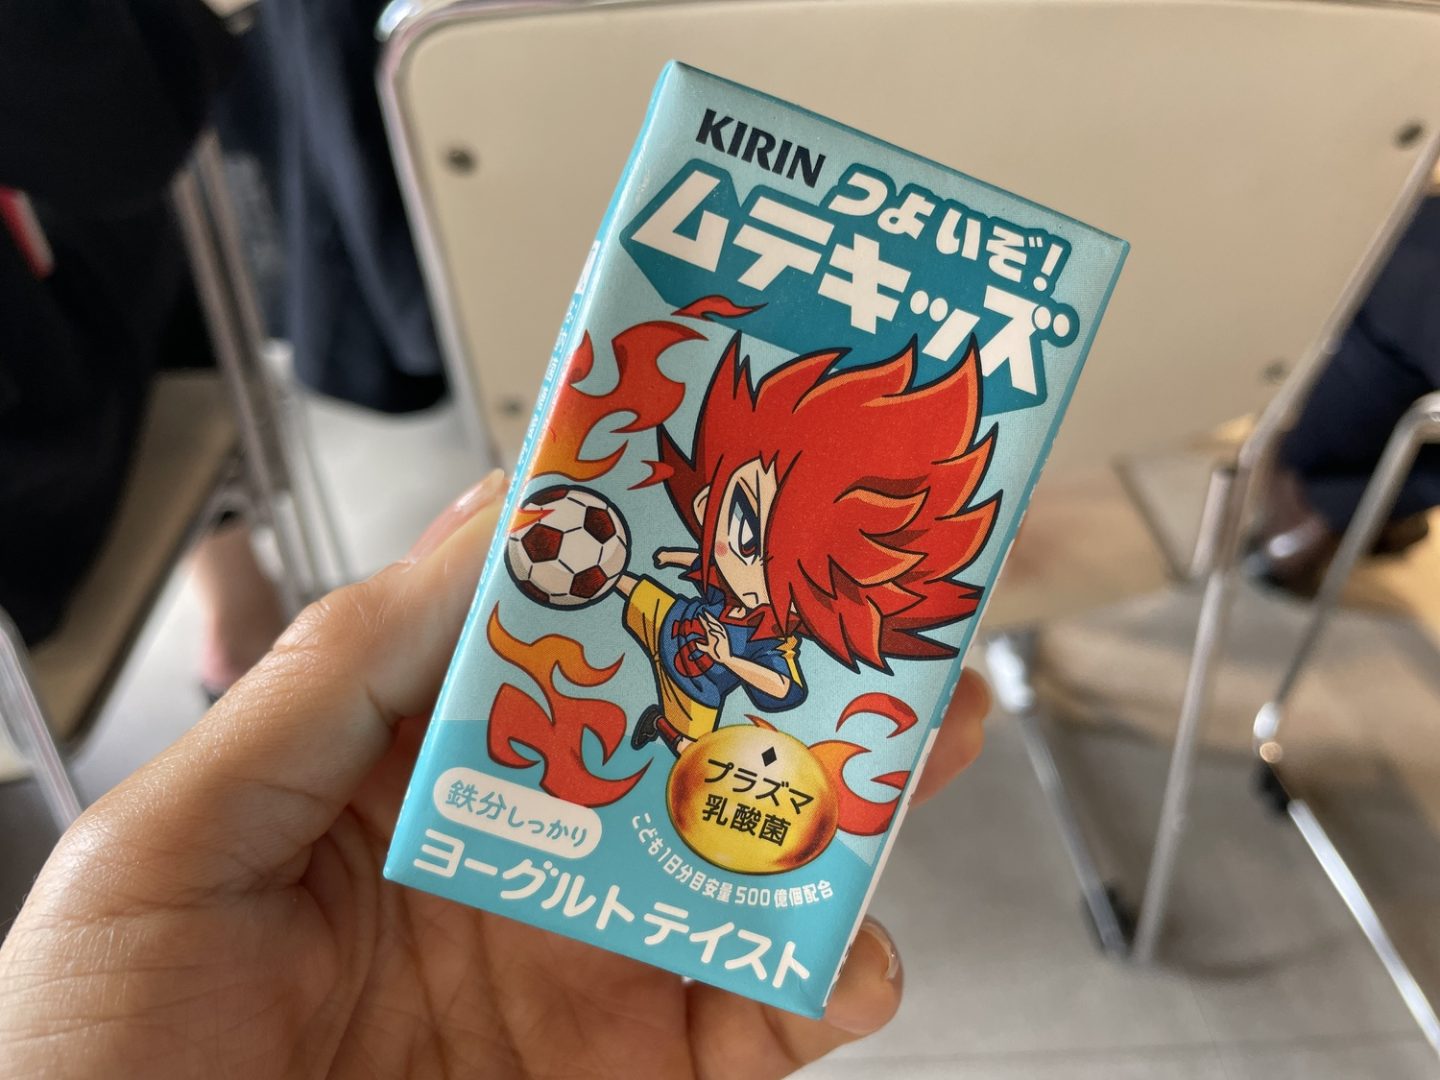 KIRIN
つよいぞ!
ムテキッズ
プラズマ
乳酸菌
こども1日分目安量500億個配合
鉄分しっかり
ヨーグルトテイスト